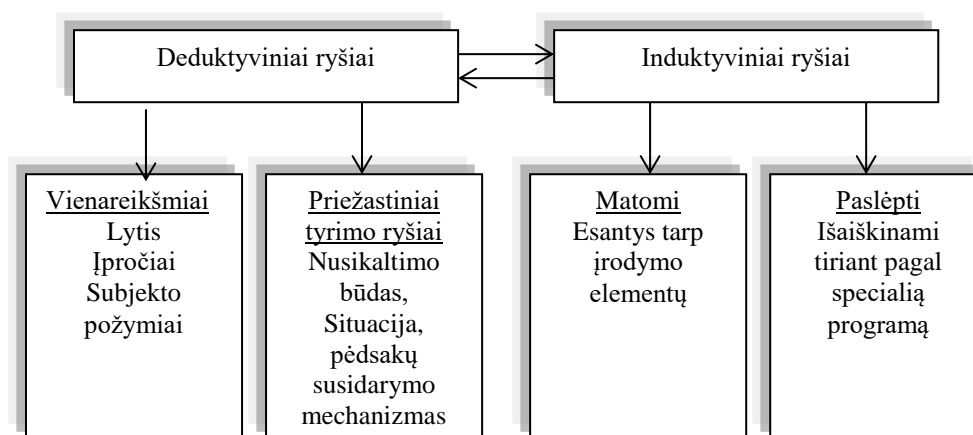 Deduktyviniai ryšiai
Induktyviniai ryšiai
Vienareikšmiai
Lytis
Įpročiai
Subjekto
požymiai
Priežastiniai
tyrimo ryšiai
Nusikaltimo
būdas,
Situacija,
pėdsakų
susidarymo
mechanizmas
Matomi
Esantys tarp
įrodymo
elementų
Paslėpti
Išaiškinami
tiriant pagal
specialią
programą